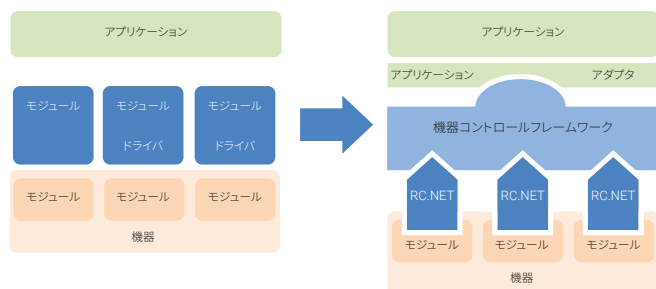 アプリケーション
モジュール モジュール モジュール
ドライバ ドライバ
モジュール モジュール モジュール
機器
アプリケーション
アプリケーション アダプタ
機器コントロールフレームワーク
RC.NET RC.NET RC.NET
モジュール モジュール モジュール
機器